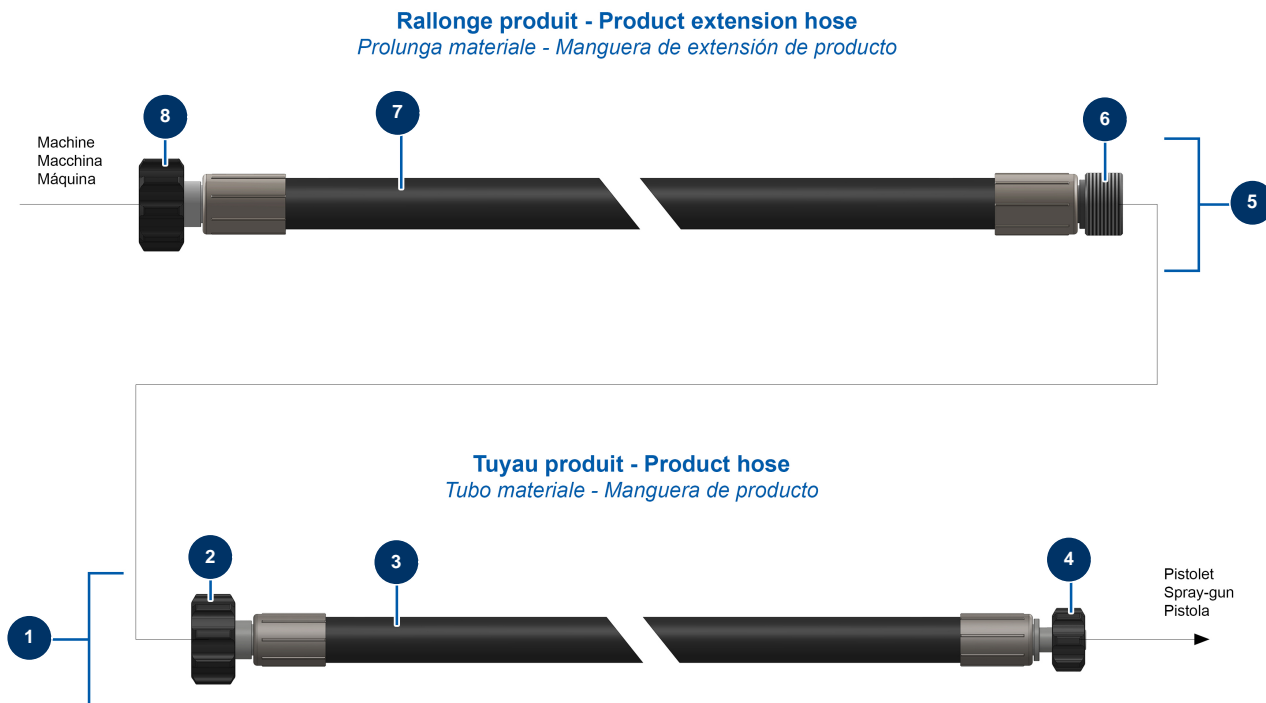 Rallonge produit - Product extension hose
Prolunga materiale - Manguera de extensión de producto
8
7
6
Machine
Macchina
Máquina
5
Tuyau produit - Product hose
Tubo materiale - Manguera de producto
2
3
4
Pistolet
Spray-gun
Pistola
1